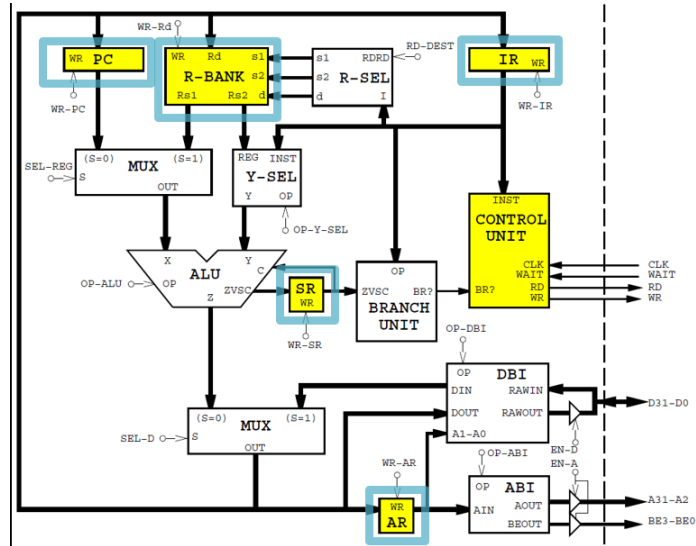 WR-Rd
WR PC
WR Rd s1
R-BANK s2
Rs1 Rs2 d
s1 RDRD
s2 R-SEL
d I
RD-DEST
IR
WR
WR-PC
WR-IR
SEL-REG
(S=0) (S=1)
S MUX
OUT
REG INST
Y-SEL
Y OP
OP-Y-SEL
INST
CONTROL
UNIT
BR?
CLK
WAIT
RD
WR
CLK
WAIT
RD
WR
X Y
ALU C
OP-ALU OP
Z ZVSC
SR
WR
WR-SR
OP
ZVSC BR?
BRANCH
UNIT
OP-DBI
OP DBI
DIN RAWIN
DOUT RAWOUT
A1-A0
D31-D0
EN-D
EN-A
(S=0) (S=1)
SEL-D S MUX
OUT
WR-AR
WR
AR
OP-ABI
OP ABI
AIN AOUT
BEOUT
A31-A2
BE3-BE0